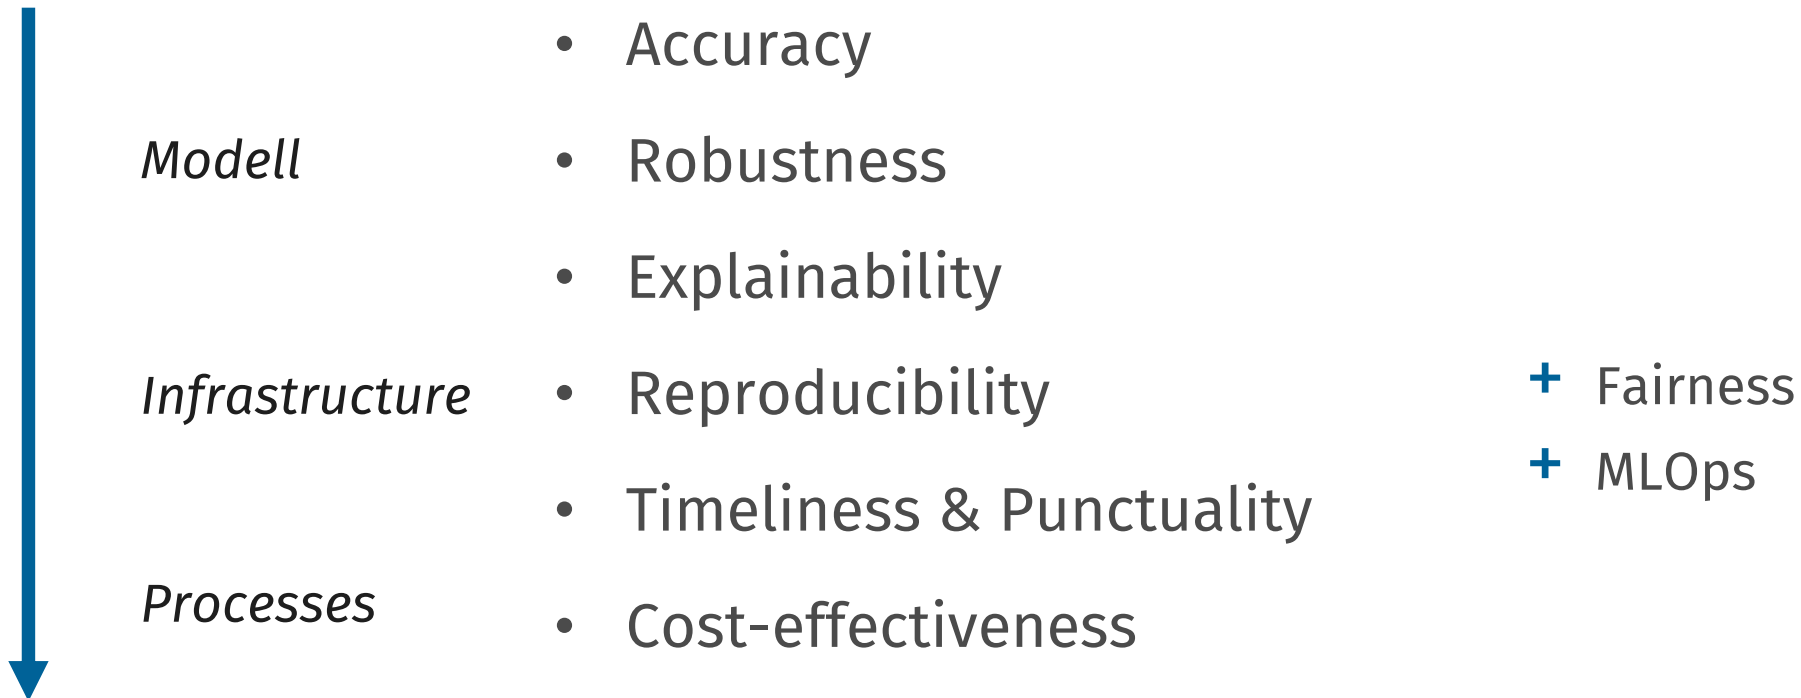 • Accuracy
Modell • Robustness
• Explainability
Infrastructure • Reproducibility
+ Fairness
+ MLOps
• Timeliness & Punctuality
Processes • Cost-effectiveness